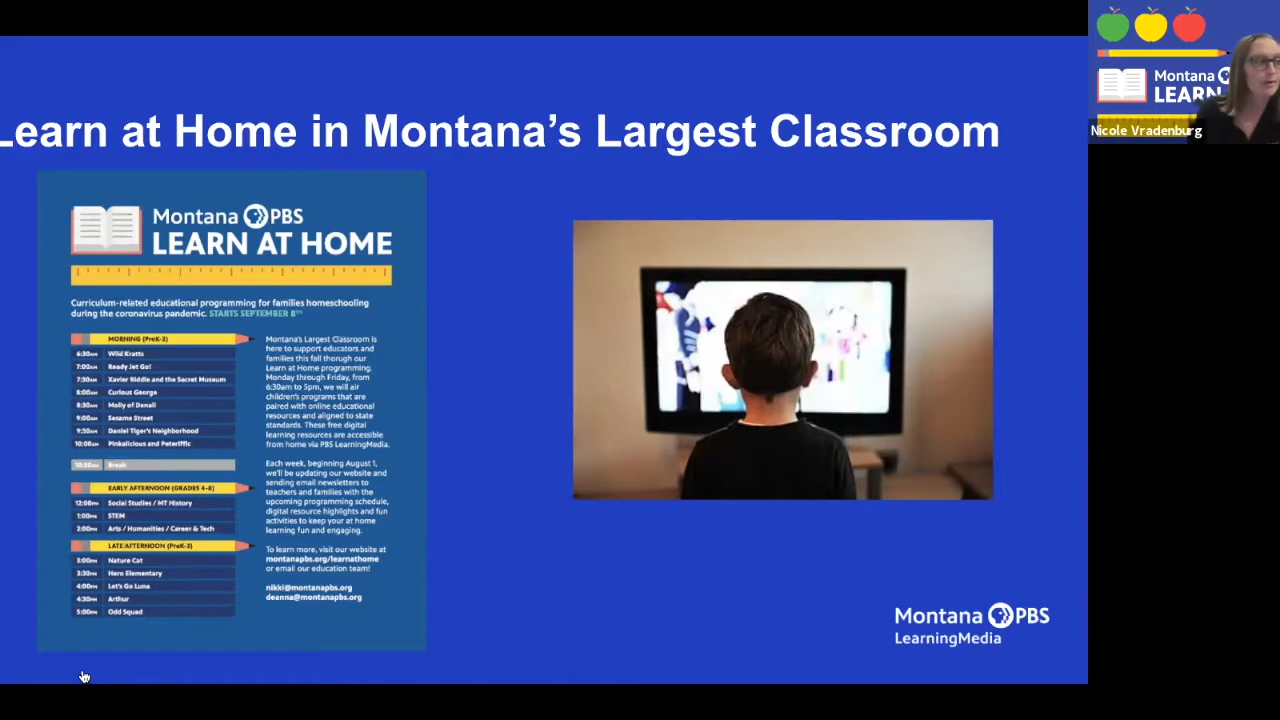 Learn at Home in Montana's Largest Classroom
Montana PBS
LEARN AT HOME
Curriculum-related educational programming for families homeschooling
during the coronavirus pandemic. STARTS SEPTEMBER 8TH
MORNING (PreK-3)
6:30AM Wild Kratts
7:00AM Ready Jet Go!
7:30AM Xavier Riddle and the Secret Museum
8:00AM Curious George
8:30AM Molly of Denali
9:00AM Sesame Street
9:30AM Daniel Tiger's Neighborhood
10:00AM Pinkalicious and Peteriffic
10:30AM Break
EARLY AFTERNOON (GRADES 4-8)
12:00PM Social Studies / MT History
1:00PM STEM
2:00PM Arts / Humanities / Career & Tech
LATE AFTERNOON (PreK-3)
3:00PM Nature Cat
3:30PM Hero Elementary
4:00PM Let's Go Luna
4:30PM Arthur
5:00PM Odd Squad
Montana's Largest Classroom is
here to support educators and
families this fall thorugh our
Learn at Home programming.
Monday through Friday, from
6:30am to 5pm, we will air
children's programs that are
paired with online educational
resources and aligned to state
standards. These free digital
learning resources are accessible
from home via PBS LearningMedia.
Each week, beginning August 1,
we'll be updating our website and
sending email newsletters to
teachers and families with the
upcoming programming schedule,
digital resource highlights and fun
activities to keep your at home
learning fun and engaging.
To learn more, visit our website at
montanapbs.org/learnathome
or email our education team!
nikki@montanapbs.org
deanna@montanapbs.org
Montana PBS
LearningMedia
Montana
LEARN
Nicole Vradenburg